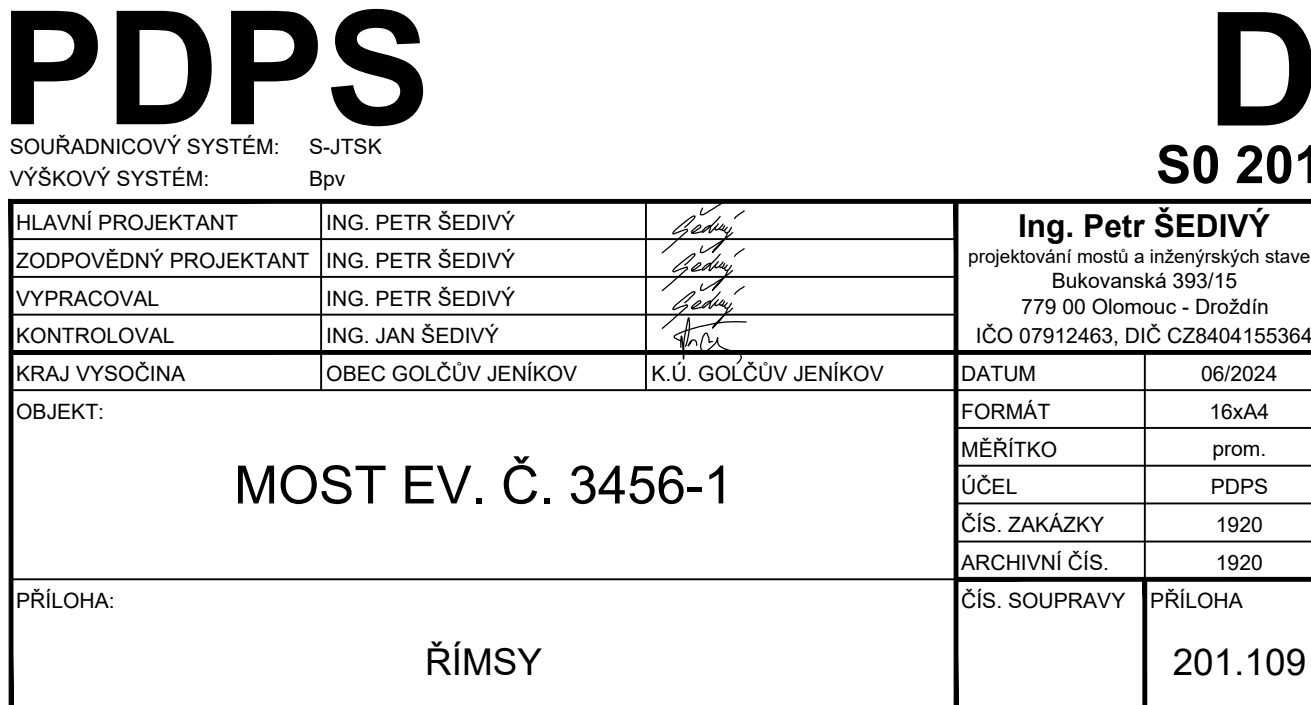 PDPS
D
SOUŘADNICOVÝ SYSTÉM: S-JTSK
VÝŠKOVÝ SYSTÉM: Bpv
S0 201
HLAVNÍ PROJEKTANT ING. PETR ŠEDIVÝ Šedivý
ZODPOVĚDNÝ PROJEKTANT ING. PETR ŠEDIVÝ Šedivý
VYPRACOVAL ING. PETR ŠEDIVÝ Šedivý
KONTROLOVAL ING. JAN ŠEDIVÝ
Ing. Petr ŠEDIVÝ
projektování mostů a inženýrských stave
Bukovanská 393/15
779 00 Olomouc - Droždín
IČO 07912463, DIČ CZ8404155364
KRAJ VYSOČINA OBEC GOLČŮV JENÍKOV K.Ú. GOLČŮV JENÍKOV
DATUM 06/2024
FORMÁT 16xA4
MĚŘÍTKO prom.
ÚČEL PDPS
ČÍS. ZAKÁZKY 1920
ARCHIVNÍ ČÍS. 1920
OBJEKT:
MOST EV. Č. 3456-1
PŘÍLOHA:
ŘÍMSY
ČÍS. SOUPRAVY PŘÍLOHA
201.109